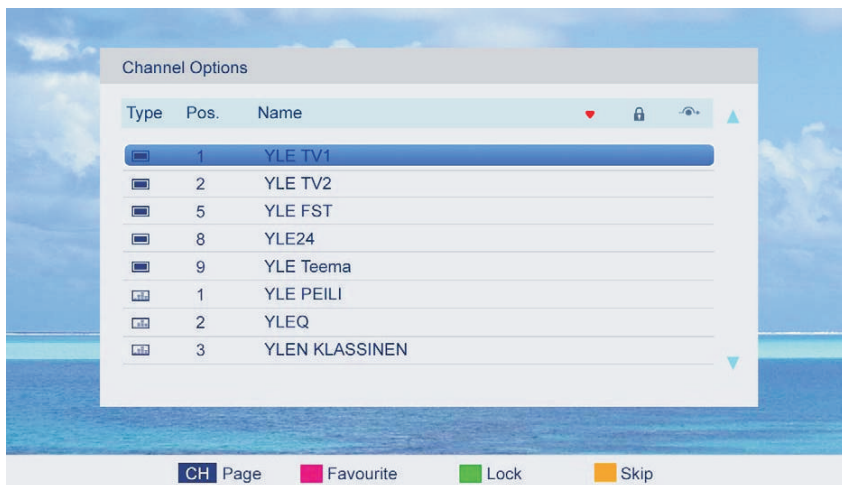 Channel Options
Type Pos. Name
1 YLE TV1
2 YLE TV2
5 YLE FST
8 YLE24
9 YLE Teema
1 YLE PEILI
2 YLEQ
3 YLEN KLASSINEN
CH Page Favourite Lock Skip